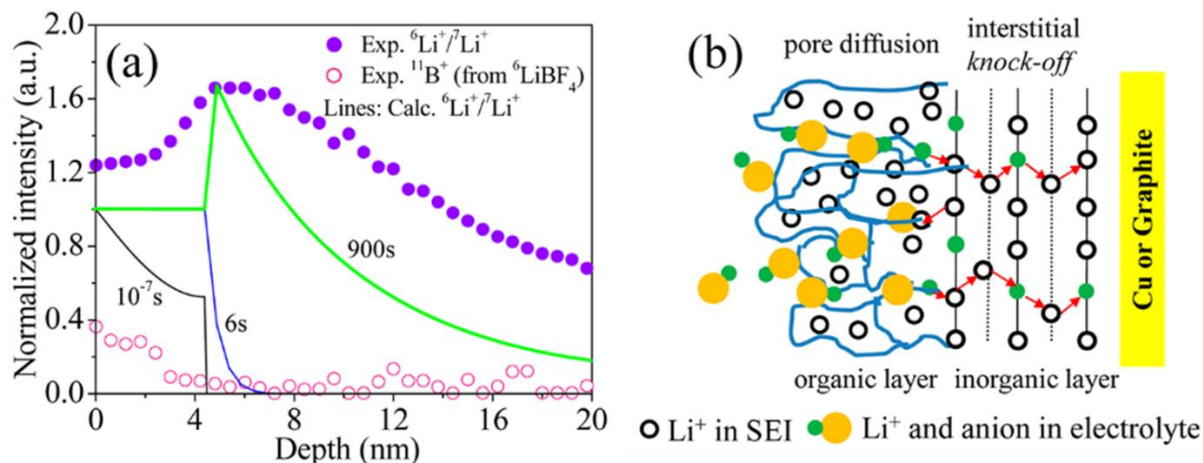 (a)
Normalized intensity (a.u.)
2.0
1.6
1.2
0.8
0.4
0.0
Exp. ⁶Li⁺/⁷Li⁺
Exp. ¹¹B⁺ (from ⁶LiBF₄)
Lines: Calc. ⁶Li⁺/⁷Li⁺
900s
10⁻⁷s
6s
0 4 8 12 16 20
Depth (nm)
(b)
pore diffusion
interstitial
knock-off
Cu or Graphite
organic layer
inorganic layer
Li⁺ in SEI
Li⁺ and anion in electrolyte